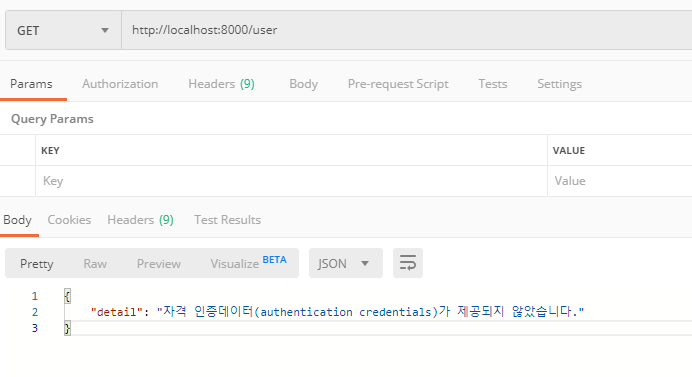 GET http://localhost:8000/user
Params Authorization Headers (9) Body Pre-request Script Tests Settings
Query Params
KEY VALUE
Key Value
Body Cookies Headers (9) Test Results
Pretty Raw Preview Visualize BETA JSON
1 {
2 "detail": "자격 인증데이터(authentication credentials)가 제공되지 않았습니다."
3 }